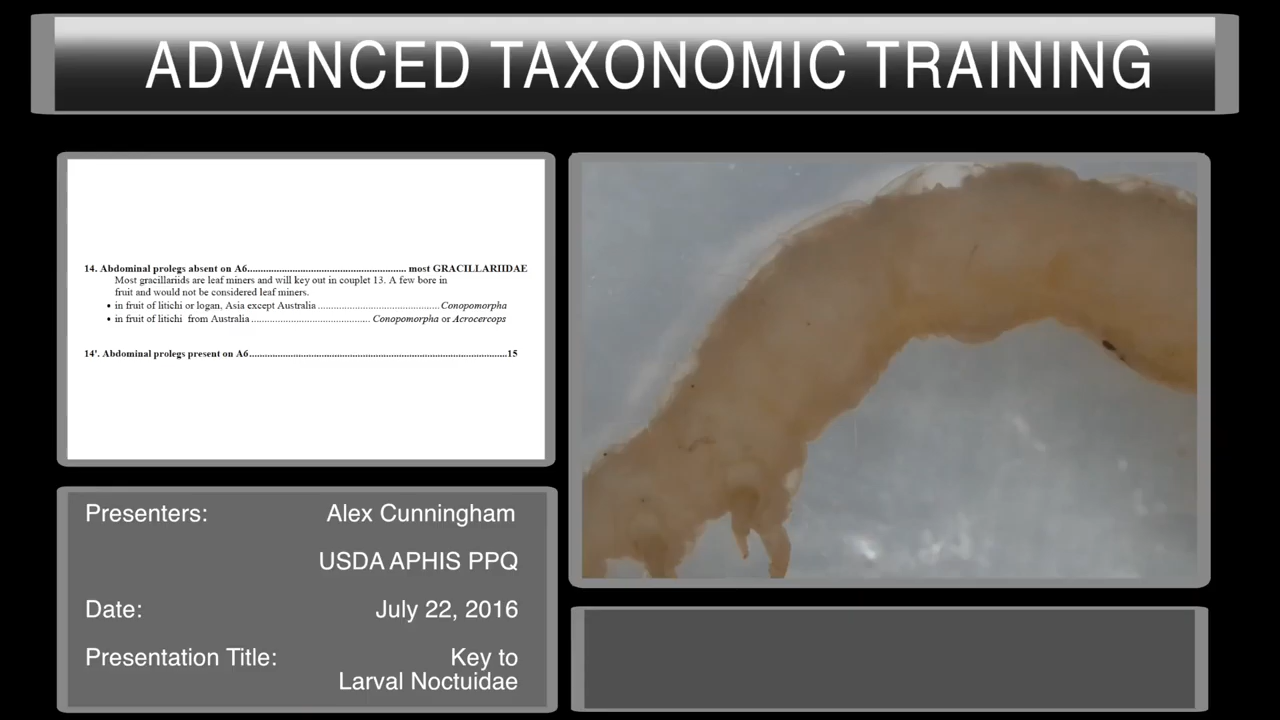 ADVANCED TAXONOMIC TRAINING
14. Abdominal prolegs absent on A6.......................................................... most GRACILLARIIDAE
Most gracillariids are leaf miners and will key out in couplet 13. A few bore in
fruit and would not be considered leaf miners.
• in fruit of litichi or logan, Asia except Australia ............................................Conopomorpha
• in fruit of litichi from Australia ........................................... Conopomorpha or Acrocercops
14'. Abdominal prolegs present on A6...............................................................................................15
Presenters: Alex Cunningham
USDA APHIS PPQ
Date: July 22, 2016
Presentation Title: Key to
Larval Noctuidae